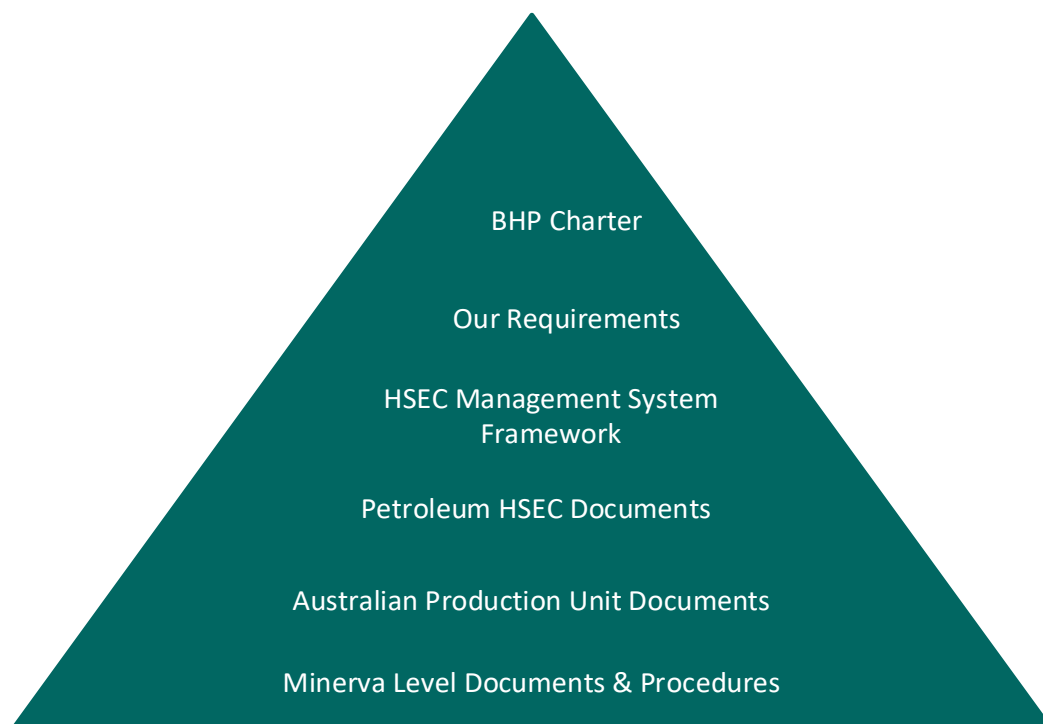 BHP Charter
Our Requirements
HSEC Management System
Framework
Petroleum HSEC Documents
Australian Production Unit Documents
Minerva Level Documents & Procedures